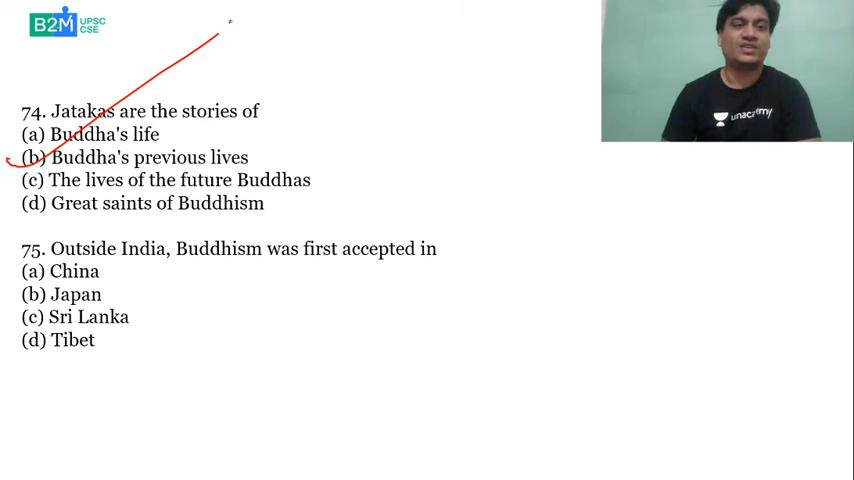 B2M UPSC
CSE
unacademy
74. Jatakas are the stories of
(a) Buddha's life
(b) Buddha's previous lives
(c) The lives of the future Buddhas
(d) Great saints of Buddhism
75. Outside India, Buddhism was first accepted in
(a) China
(b) Japan
(c) Sri Lanka
(d) Tibet